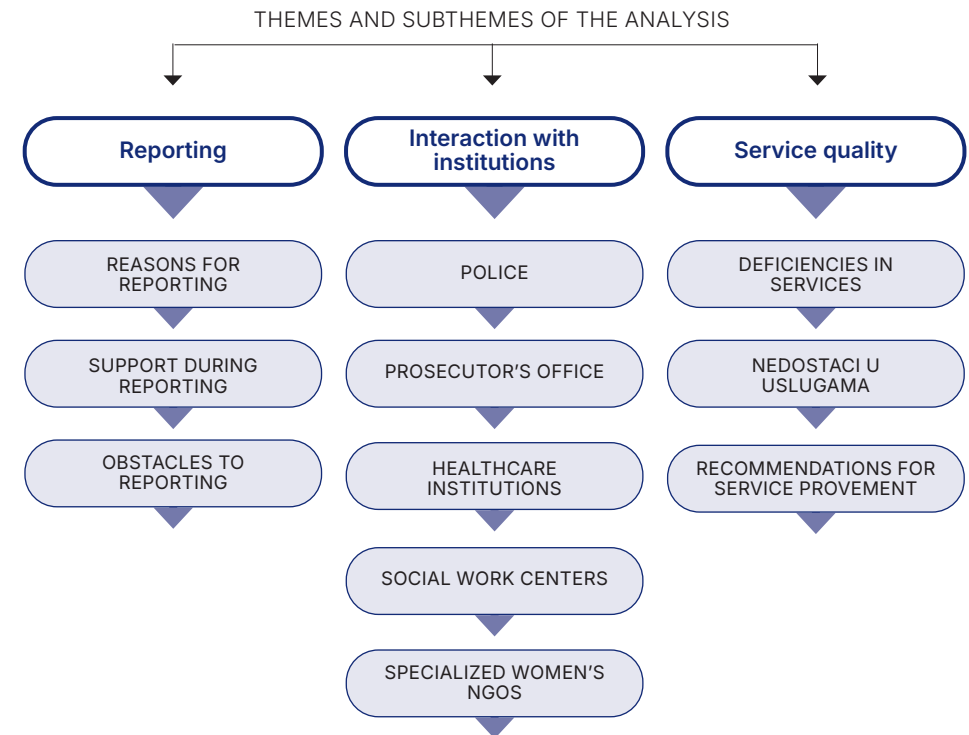 THEMES AND SUBTHEMES OF THE ANALYSIS
Reporting
REASONS FOR
REPORTING
SUPPORT DURING
REPORTING
OBSTACLES TO
REPORTING
Interaction with
institutions
POLICE
PROSECUTOR’S OFFICE
HEALTHCARE
INSTITUTIONS
SOCIAL WORK CENTERS
SPECIALIZED WOMEN’S
NGOS
Service quality
DEFICIENCIES IN
SERVICES
NEDOSTACI U
USLUGAMA
RECOMMENDATIONS FOR
SERVICE PROVEMENT